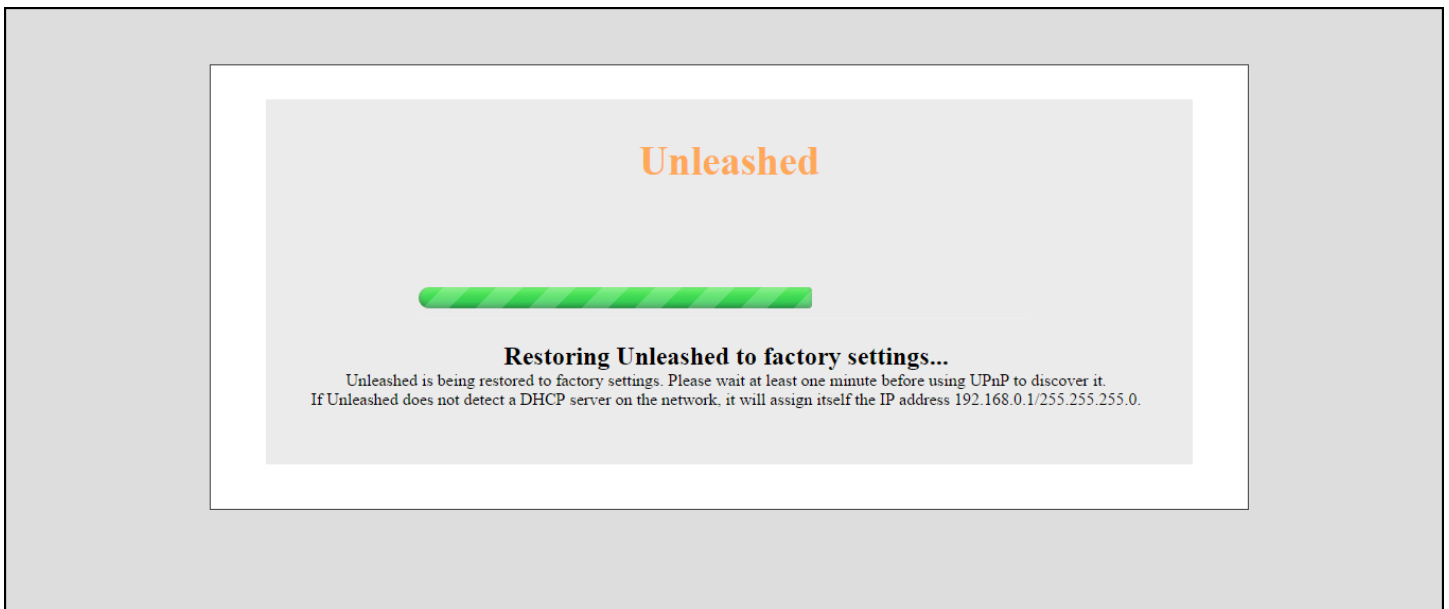 Unleashed
Restoring Unleashed to factory settings...
Unleashed is being restored to factory settings. Please wait at least one minute before using UPnP to discover it.
If Unleashed does not detect a DHCP server on the network, it will assign itself the IP address 192.168.0.1/255.255.255.0.